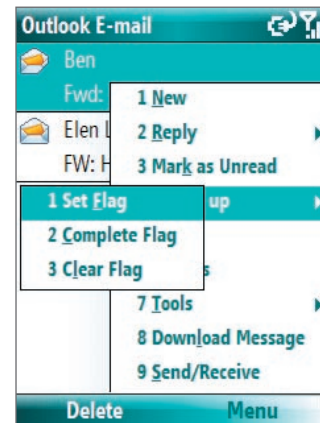 Outlook E-mail
Ben
Fwd:
Elen
FW:
1 New
2 Reply
3 Mark as Unread
up
1 Set Flag
2 Complete Flag
3 Clear Flag
7 Tools
8 Download Message
9 Send/Receive
Delete
Menu